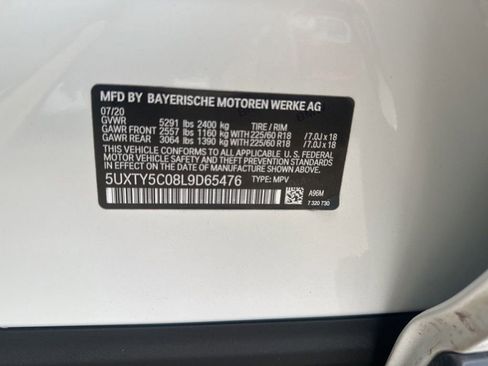 MFD BY BAYERISCHE MOTOREN WERKE AG
07/20
GVWR 5291 lbs 2400 kg TIRE / RIM
GAWR FRONT 2557 lbs 1160 kg WITH 225/60 R18 / 7.0J x 18
GAWR REAR 3064 lbs 1390 kg WITH 225/60 R18 / 7.0J x 18
THIS VEHICLE CONFORMS TO ALL APPLICABLE U. S. FEDERAL
MOTOR VEHICLE SAFETY, BUMPER, AND THEFT PREVENTION
STANDARDS IN EFFECT ON THE DATE OF MANUFACTURE SHOWN ABOVE.
5UXTY5C08L9D65476 TYPE: MPV
A96M
7 320 730